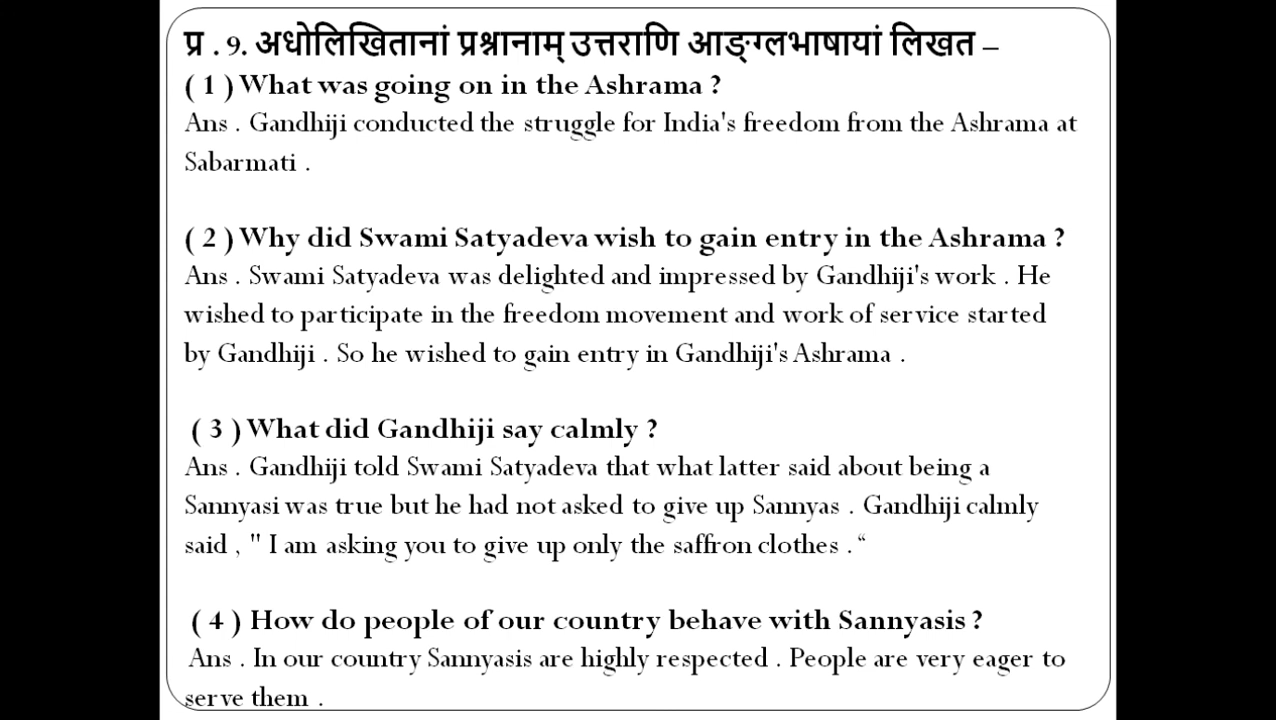 प्र . 9. अधोलिखितानां प्रश्नानाम् उत्तराणि आङ्ग्लभाषायां लिखत –
( 1 ) What was going on in the Ashrama ?
Ans . Gandhiji conducted the struggle for India's freedom from the Ashrama at
Sabarmati .
( 2 ) Why did Swami Satyadeva wish to gain entry in the Ashrama ?
Ans . Swami Satyadeva was delighted and impressed by Gandhiji's work . He
wished to participate in the freedom movement and work of service started
by Gandhiji . So he wished to gain entry in Gandhiji's Ashrama .
( 3 ) What did Gandhiji say calmly ?
Ans . Gandhiji told Swami Satyadeva that what latter said about being a
Sannyasi was true but he had not asked to give up Sannyas . Gandhiji calmly
said , " I am asking you to give up only the saffron clothes . “
( 4 ) How do people of our country behave with Sannyasis ?
Ans . In our country Sannyasis are highly respected . People are very eager to
serve them .